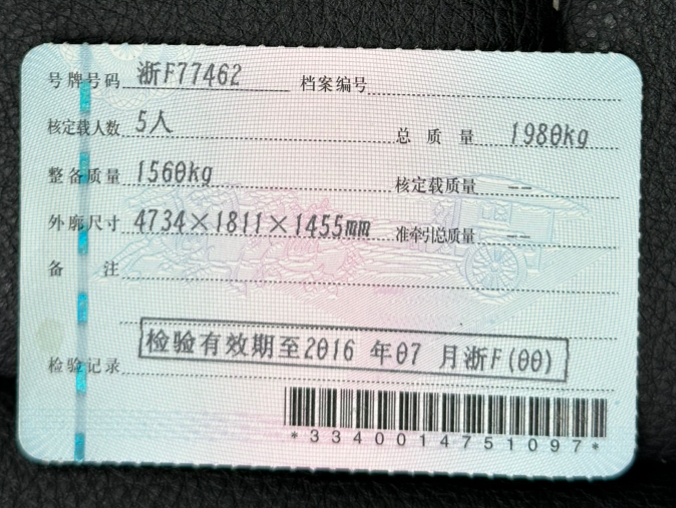 号牌号码 浙F77462 档案编号
核定载人数 5人 总质量 1980kg
整备质量 1560kg 核定载质量 --
外廓尺寸 4734×1811×1455mm 准牵引总质量 --
备注
检验记录 检验有效期至2016年07月浙F(00)
*3340014751097*